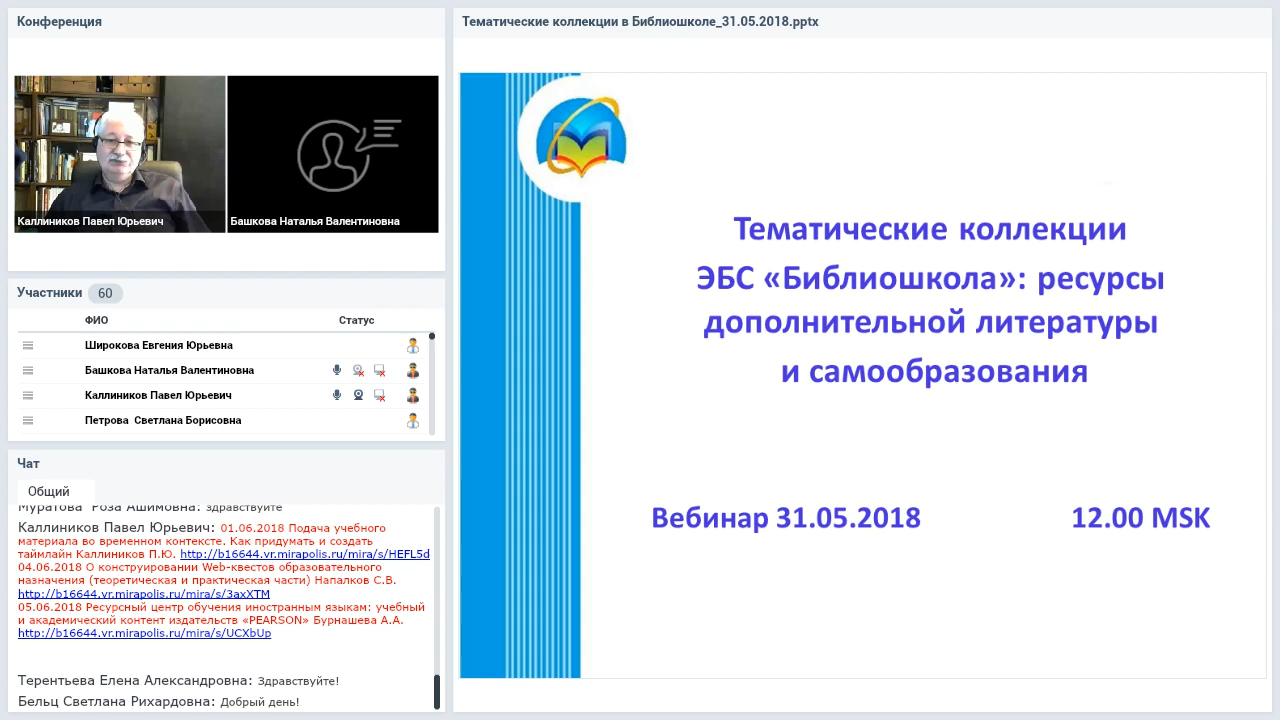 Конференция
Каллиников Павел Юрьевич
Башкова Наталья Валентиновна
Участники 60
ФИО Статус
Широкова Евгения Юрьевна
Башкова Наталья Валентиновна
Каллиников Павел Юрьевич
Петрова Светлана Борисовна
Чат
Общий
Муратова Роза Ашимовна: здравствуйте
Каллиников Павел Юрьевич: 01.06.2018 Подача учебного
материала во временном контексте. Как придумать и создать
таймлайн Каллиников П.Ю. http://b16644.vr.mirapolis.ru/mira/s/HEFL5d
04.06.2018 О конструировании Web-квестов образовательного
назначения (теоретическая и практическая части) Напалков С.В.
http://b16644.vr.mirapolis.ru/mira/s/3axXTM
05.06.2018 Ресурсный центр обучения иностранным языкам: учебный
и академический контент издательств «PEARSON» Бурнашева А.А.
http://b16644.vr.mirapolis.ru/mira/s/UCXbUp
Терентьева Елена Александровна: Здравствуйте!
Бельц Светлана Рихардовна: Добрый день!
Тематические коллекции в Библиошколе_31.05.2018.pptx
Тематические коллекции
ЭБС «Библиошкола»: ресурсы
дополнительной литературы
и самообразования
Вебинар 31.05.2018 12.00 MSK